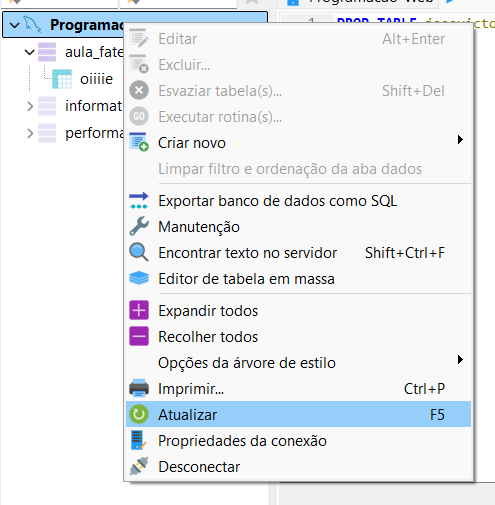 Programação Web
1 DROP TABLE
Programac
aula_fate
oiiiie
informat
performa
Editar Alt+Enter
Excluir...
Esvaziar tabela(s)... Shift+Del
Executar rotina(s)...
GO
Criar novo
Limpar filtro e ordenação da aba dados
Exportar banco de dados como SQL
Manutenção
Encontrar texto no servidor Shift+Ctrl+F
Editor de tabela em massa
Expandir todos
Recolher todos
Opções da árvore de estilo
Imprimir... Ctrl+P
Atualizar F5
Propriedades da conexão
Desconectar